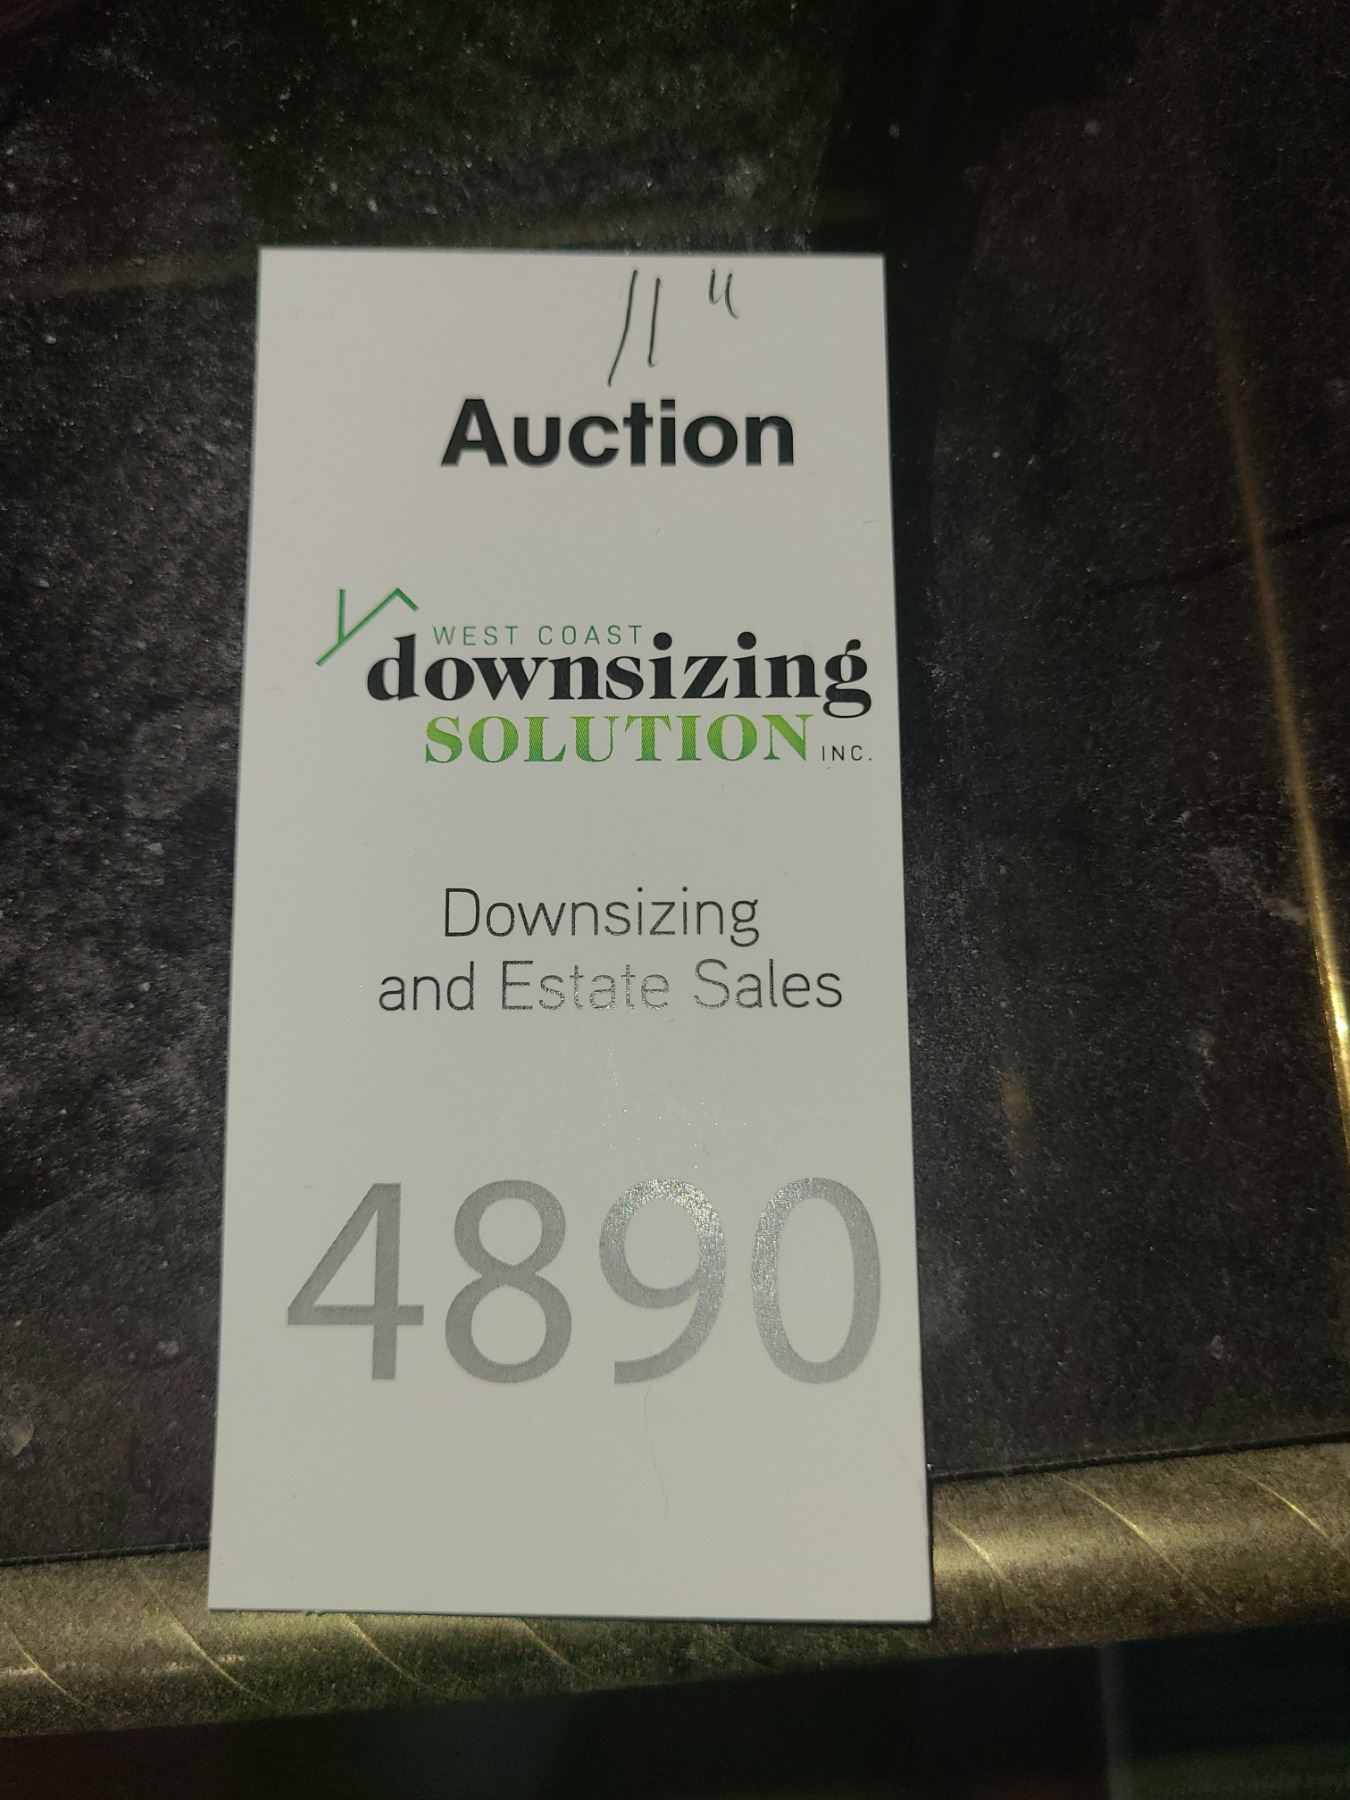 11"
Auction
WEST COAST
downsizing
SOLUTION INC.
Downsizing
and Estate Sales
4890